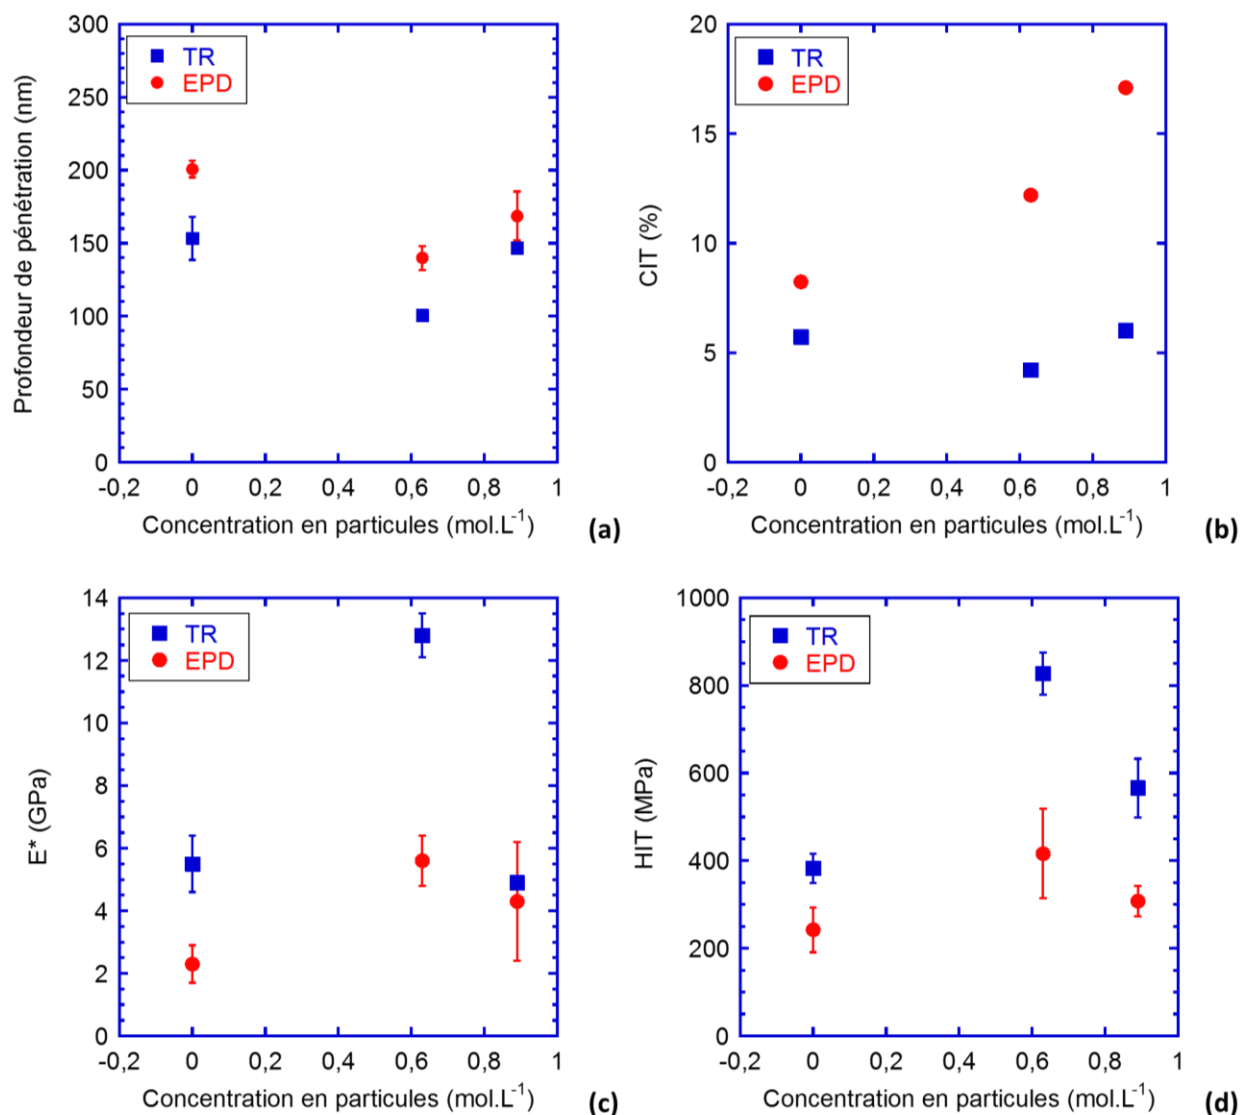 Profondeur de pénétration (nm)
300
250
200
150
100
50
0
TR
EPD
-0,2 0 0,2 0,4 0,6 0,8 1
Concentration en particules (mol.L⁻¹)
(a)
CIT (%)
20
15
10
5
0
TR
EPD
-0,2 0 0,2 0,4 0,6 0,8 1
Concentration en particules (mol.L⁻¹)
(b)
E* (GPa)
14
12
10
8
6
4
2
0
TR
EPD
-0,2 0 0,2 0,4 0,6 0,8 1
Concentration en particules (mol.L⁻¹)
(c)
HIT (MPa)
1000
800
600
400
200
0
TR
EPD
-0,2 0 0,2 0,4 0,6 0,8 1
Concentration en particules (mol.L⁻¹)
(d)